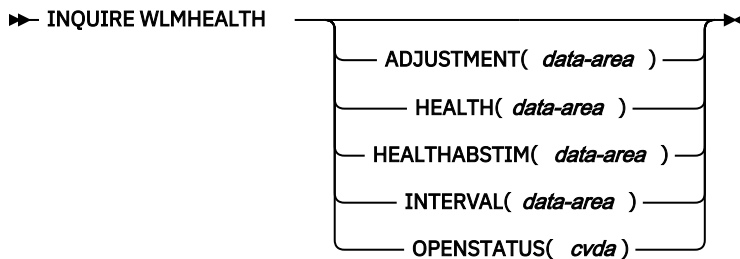 INQUIRE WLMHEALTH
ADJUSTMENT( data-area )
HEALTH( data-area )
HEALTHABSTIM( data-area )
INTERVAL( data-area )
OPENSTATUS( cvda )